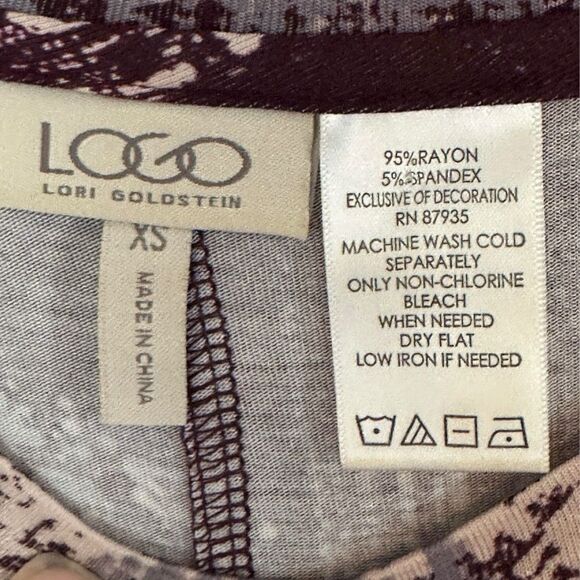 LOGO
LORI GOLDSTEIN
XS
MADE IN CHINA
95%RAYON
5%SPANDEX
EXCLUSIVE OF DECORATION
RN 87935
MACHINE WASH COLD
SEPARATELY
ONLY NON-CHLORINE
BLEACH
WHEN NEEDED
DRY FLAT
LOW IRON IF NEEDED